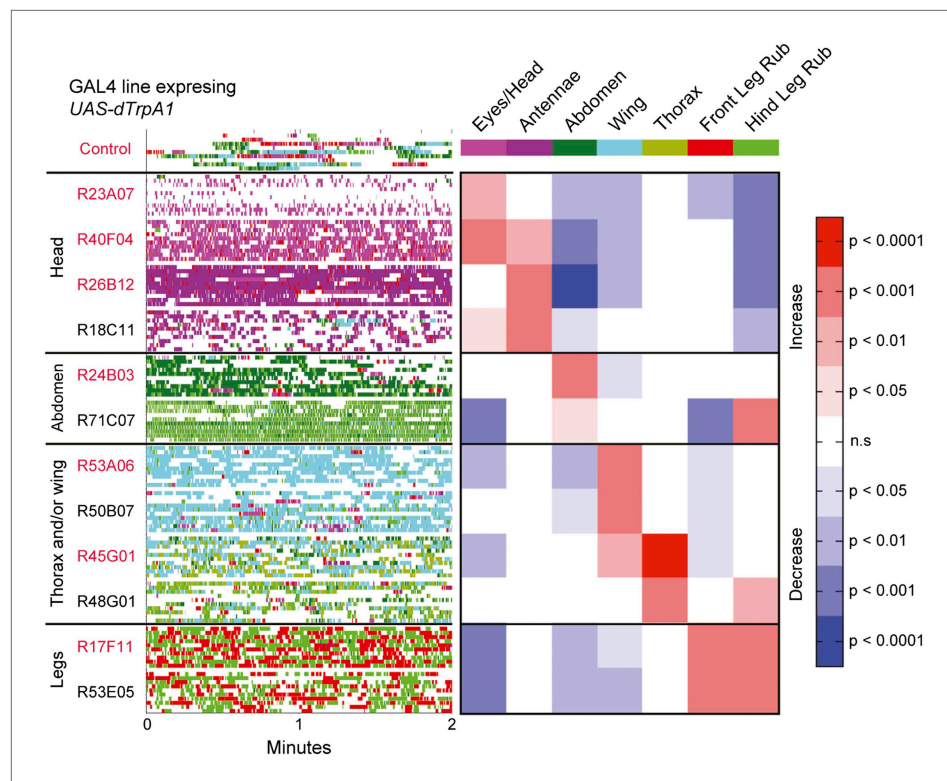 GAL4 line expresing
UAS-dTrpA1
Eyes/Head
Antennae
Abdomen
Wing
Thorax
Front Leg Rub
Hind Leg Rub
Control
Head
R23A07
R40F04
R26B12
R18C11
Abdomen
R24B03
R71C07
Thorax and/or wing
R53A06
R50B07
R45G01
R48G01
Legs
R17F11
R53E05
0
1
2
Minutes
Increase
Decrease
p < 0.0001
p < 0.001
p < 0.01
p < 0.05
n.s
p < 0.05
p < 0.01
p < 0.001
p < 0.0001